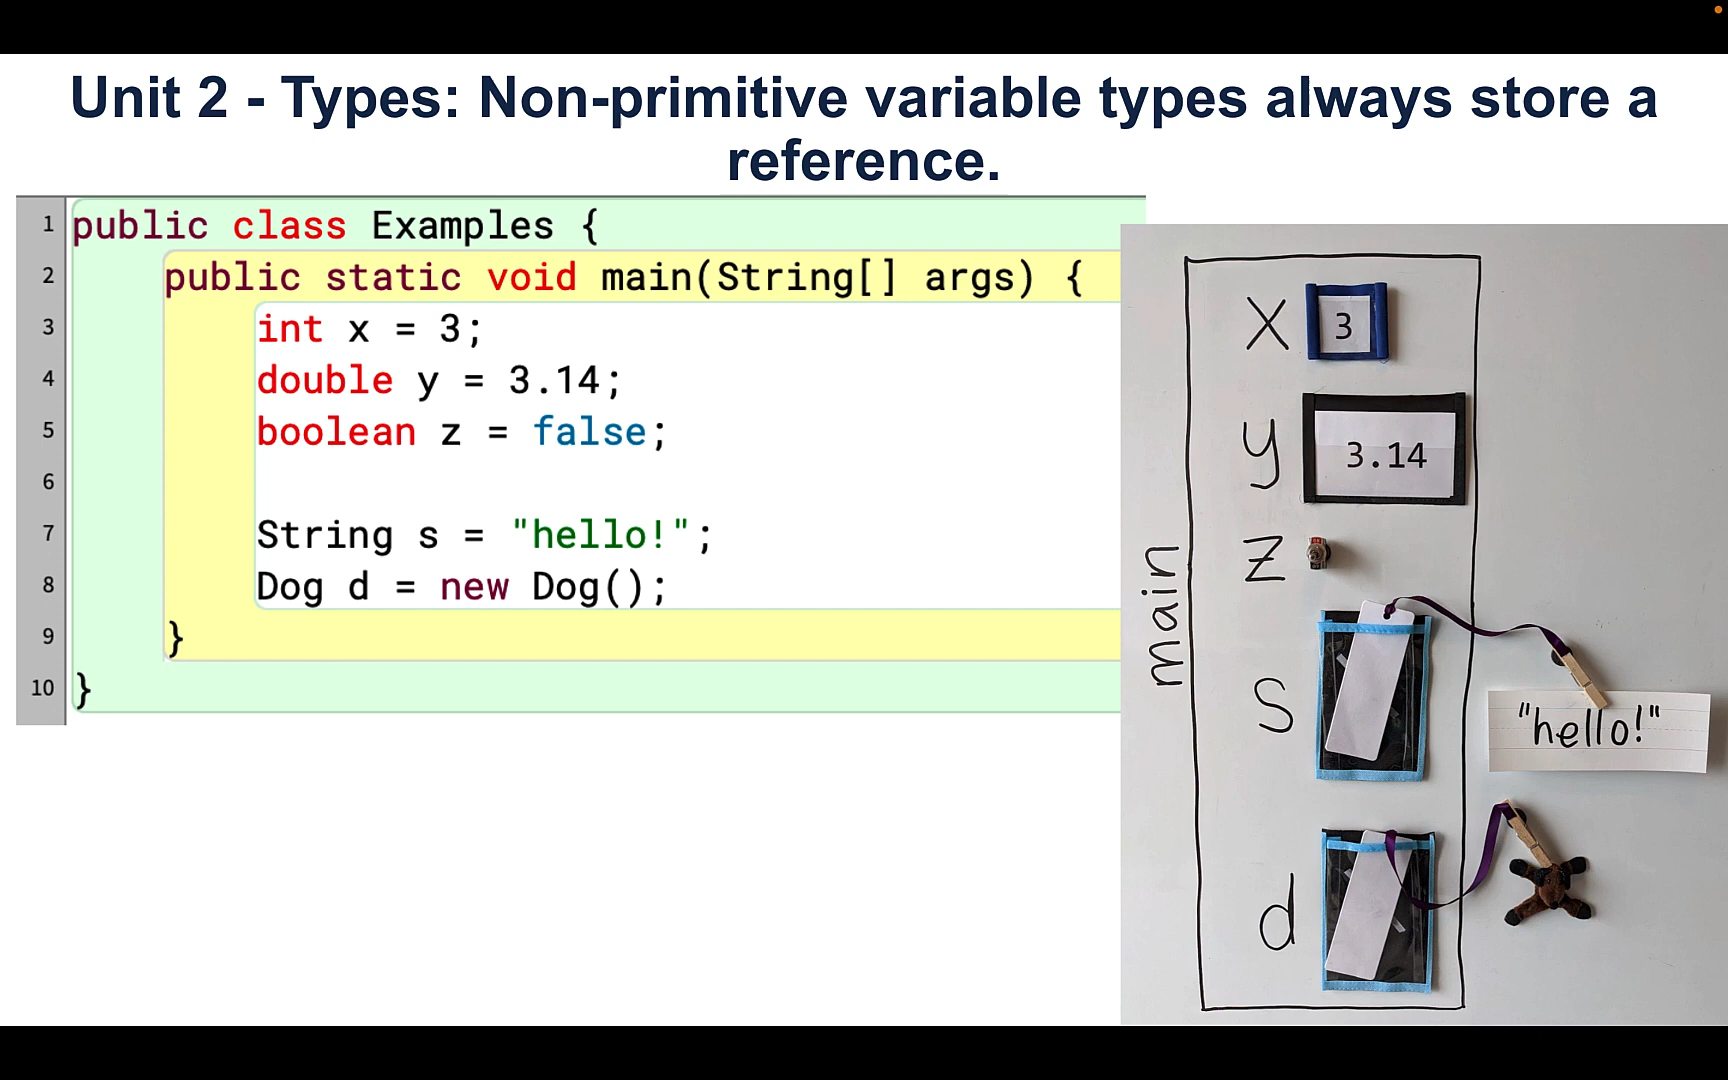 Unit 2 - Types: Non-primitive variable types always store a
reference.
1 public class Examples {
2 public static void main(String[] args) {
3 int x = 3;
4 double y = 3.14;
5 boolean z = false;
6
7 String s = "hello!";
8 Dog d = new Dog();
9 }
10 }
main
x 3
y 3.14
z
s
"hello!"
d